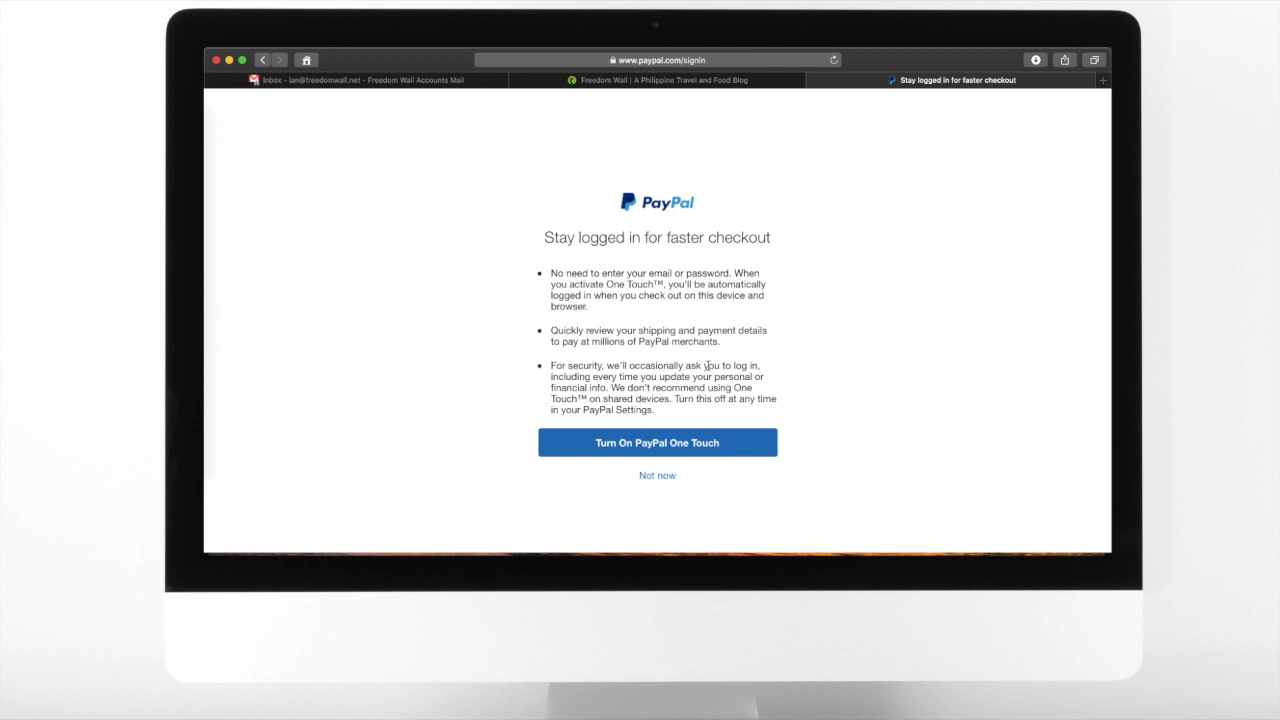 www.paypal.com/signin
Inbox - ian@freedomwall.net - Freedom Wall Accounts Mail
Freedom Wall | A Philippine Travel and Food Blog
Stay logged in for faster checkout
PayPal
Stay logged in for faster checkout
• No need to enter your email or password. When
you activate One Touch™, you'll be automatically
logged in when you check out on this device and
browser.
• Quickly review your shipping and payment details
to pay at millions of PayPal merchants.
• For security, we'll occasionally ask you to log in,
including every time you update your personal or
financial info. We don't recommend using One
Touch™ on shared devices. Turn this off at any time
in your PayPal Settings.
Turn On PayPal One Touch
Not now